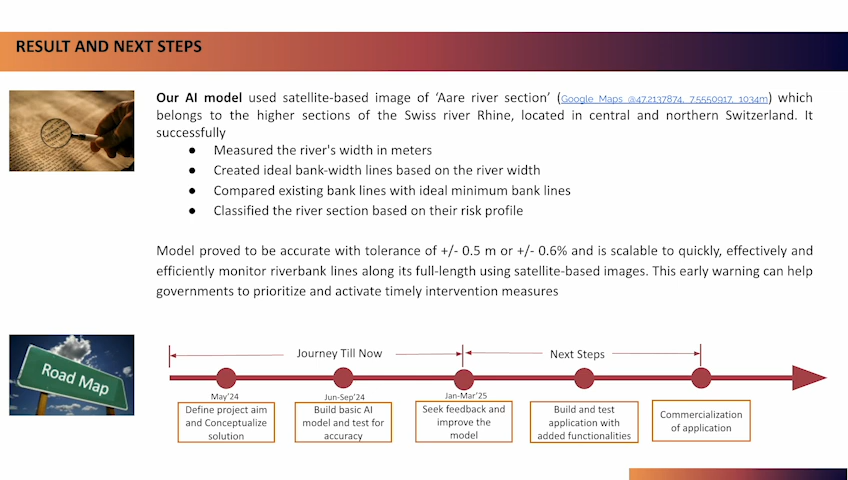 RESULT AND NEXT STEPS
Our AI model used satellite-based image of ‘Aare river section’ (Google Maps @47.2137874, 7.5550917, 1034m) which
belongs to the higher sections of the Swiss river Rhine, located in central and northern Switzerland. It
successfully
● Measured the river's width in meters
● Created ideal bank-width lines based on the river width
● Compared existing bank lines with ideal minimum bank lines
● Classified the river section based on their risk profile
Model proved to be accurate with tolerance of +/- 0.5 m or +/- 0.6% and is scalable to quickly, effectively and
efficiently monitor riverbank lines along its full-length using satellite-based images. This early warning can help
governments to prioritize and activate timely intervention measures
Road Map
Journey Till Now
Next Steps
May’24
Define project aim
and Conceptualize
solution
Jun-Sep’24
Build basic AI
model and test for
accuracy
Jan-Mar’25
Seek feedback and
improve the
model
Build and test
application with
added functionalities
Commercialization
of application